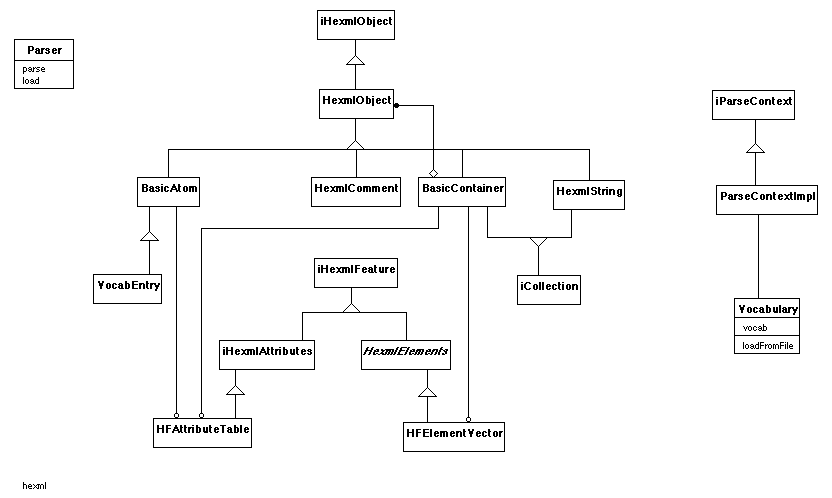 iHexmlObject
Parser
parse
load
HexmlObject
iParseContext
BasicAtom
HexmlComment
BasicContainer
HexmlString
ParseContextImpl
iHexmlFeature
VocabEntry
iCollection
Vocabulary
vocab
loadFromFile
iHexmlAttributes
HexmlElements
HFAttributeTable
HFElementVector
hexml